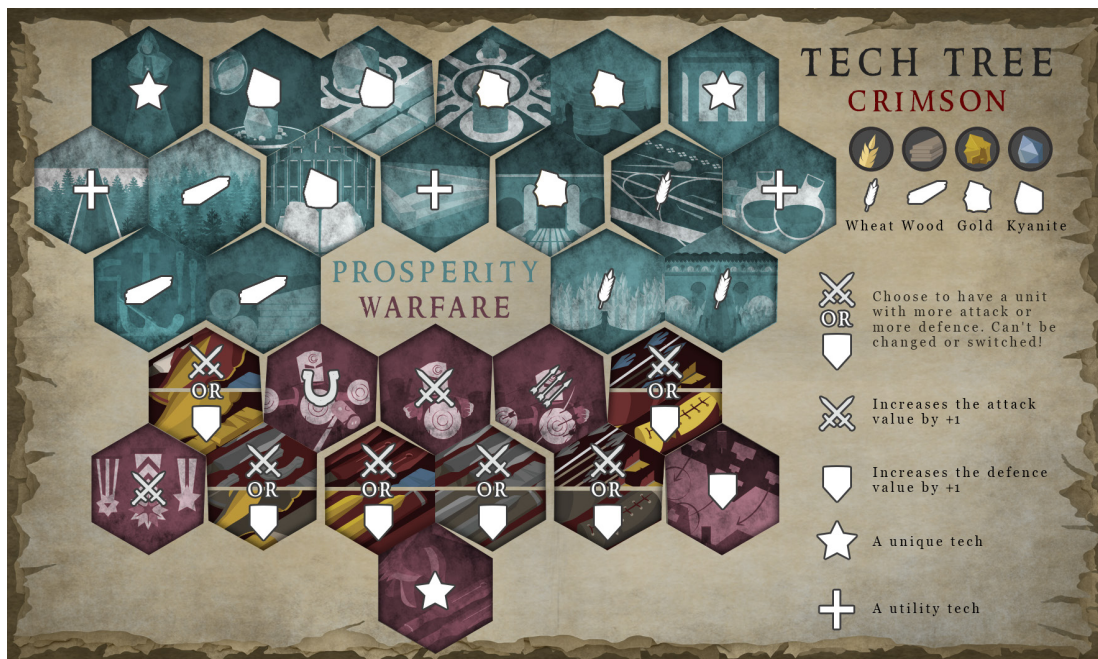 TECH TREE
CRIMSON
Wheat Wood Gold Kyanite
PROSPERITY
WARFARE
OR
Choose to have a unit
with more attack or
more defence. Can't be
changed or switched!
OR
OR
Increases the attack
value by +1
OR
OR
OR
OR
Increases the defence
value by +1
A unique tech
A utility tech